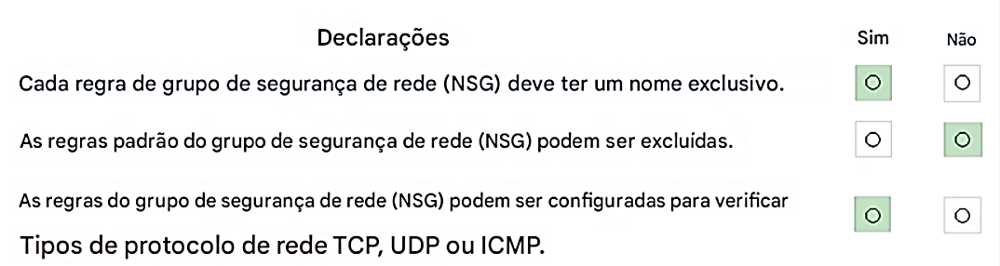 Declarações Sim Não
Cada regra de grupo de segurança de rede (NSG) deve ter um nome exclusivo.
As regras padrão do grupo de segurança de rede (NSG) podem ser excluídas.
As regras do grupo de segurança de rede (NSG) podem ser configuradas para verificar
Tipos de protocolo de rede TCP, UDP ou ICMP.